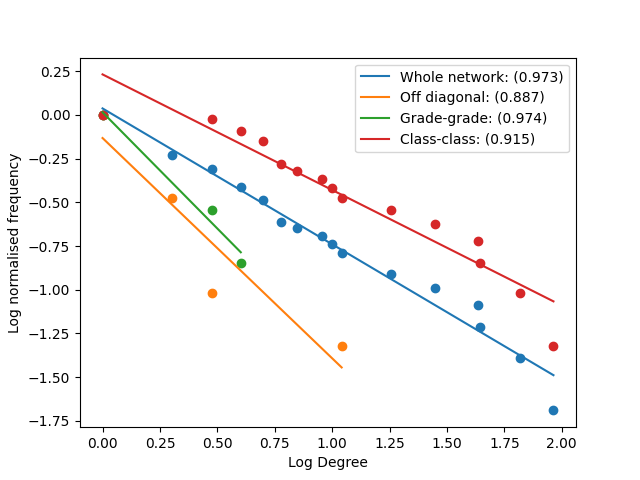 Whole network: (0.973)
Off diagonal: (0.887)
Grade-grade: (0.974)
Class-class: (0.915)
Log normalised frequency
0.25
0.00
−0.25
−0.50
−0.75
−1.00
−1.25
−1.50
−1.75
0.00 0.25 0.50 0.75 1.00 1.25 1.50 1.75 2.00
Log Degree